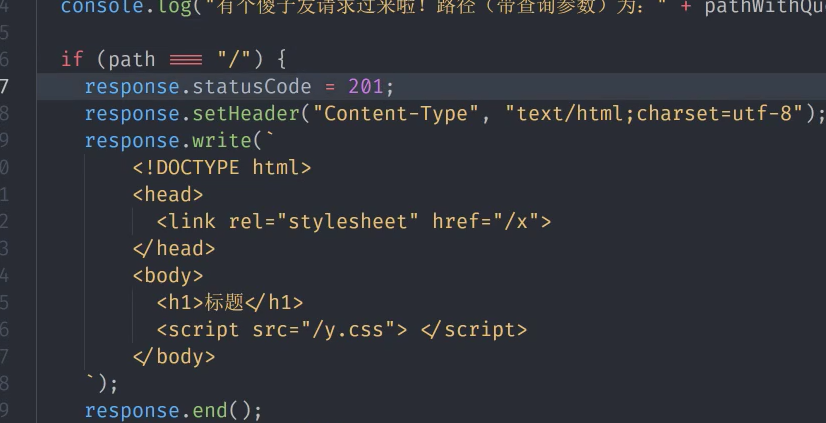 4 console.log("有个傻子发请求过来啦！路径（带查询参数）为：" + pathWithQu
5
6 if (path === "/") {
7 response.statusCode = 201;
8 response.setHeader("Content-Type", "text/html;charset=utf-8");
9 response.write(`
0 <!DOCTYPE html>
1 <head>
2 <link rel="stylesheet" href="/x">
3 </head>
4 <body>
5 <h1>标题</h1>
6 <script src="/y.css"> </script>
7 </body>
8 `);
9 response.end();